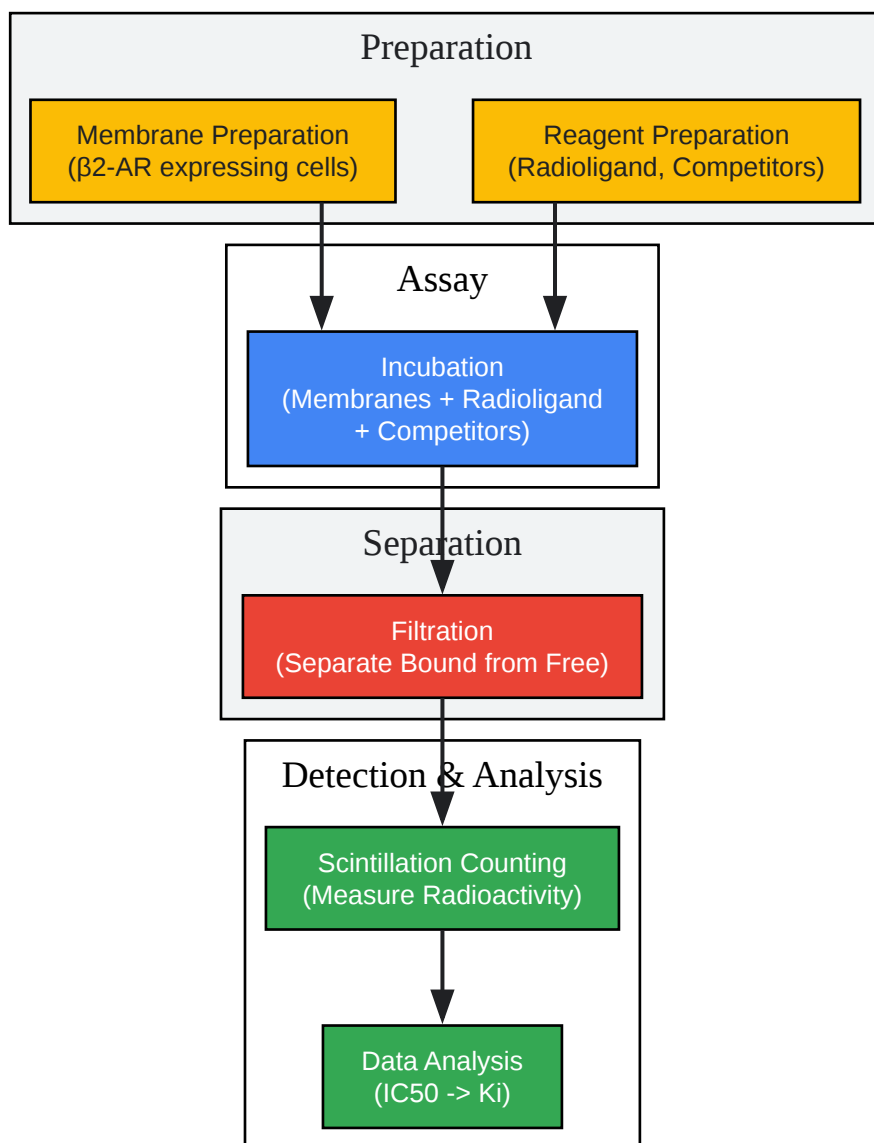 Preparation
Membrane Preparation
(β2-AR expressing cells)
Reagent Preparation
(Radioligand, Competitors)
Assay
Incubation
(Membranes + Radioligand
+ Competitors)
Separation
Filtration
(Separate Bound from Free)
Detection & Analysis
Scintillation Counting
(Measure Radioactivity)
Data Analysis
(IC50 -> Ki)